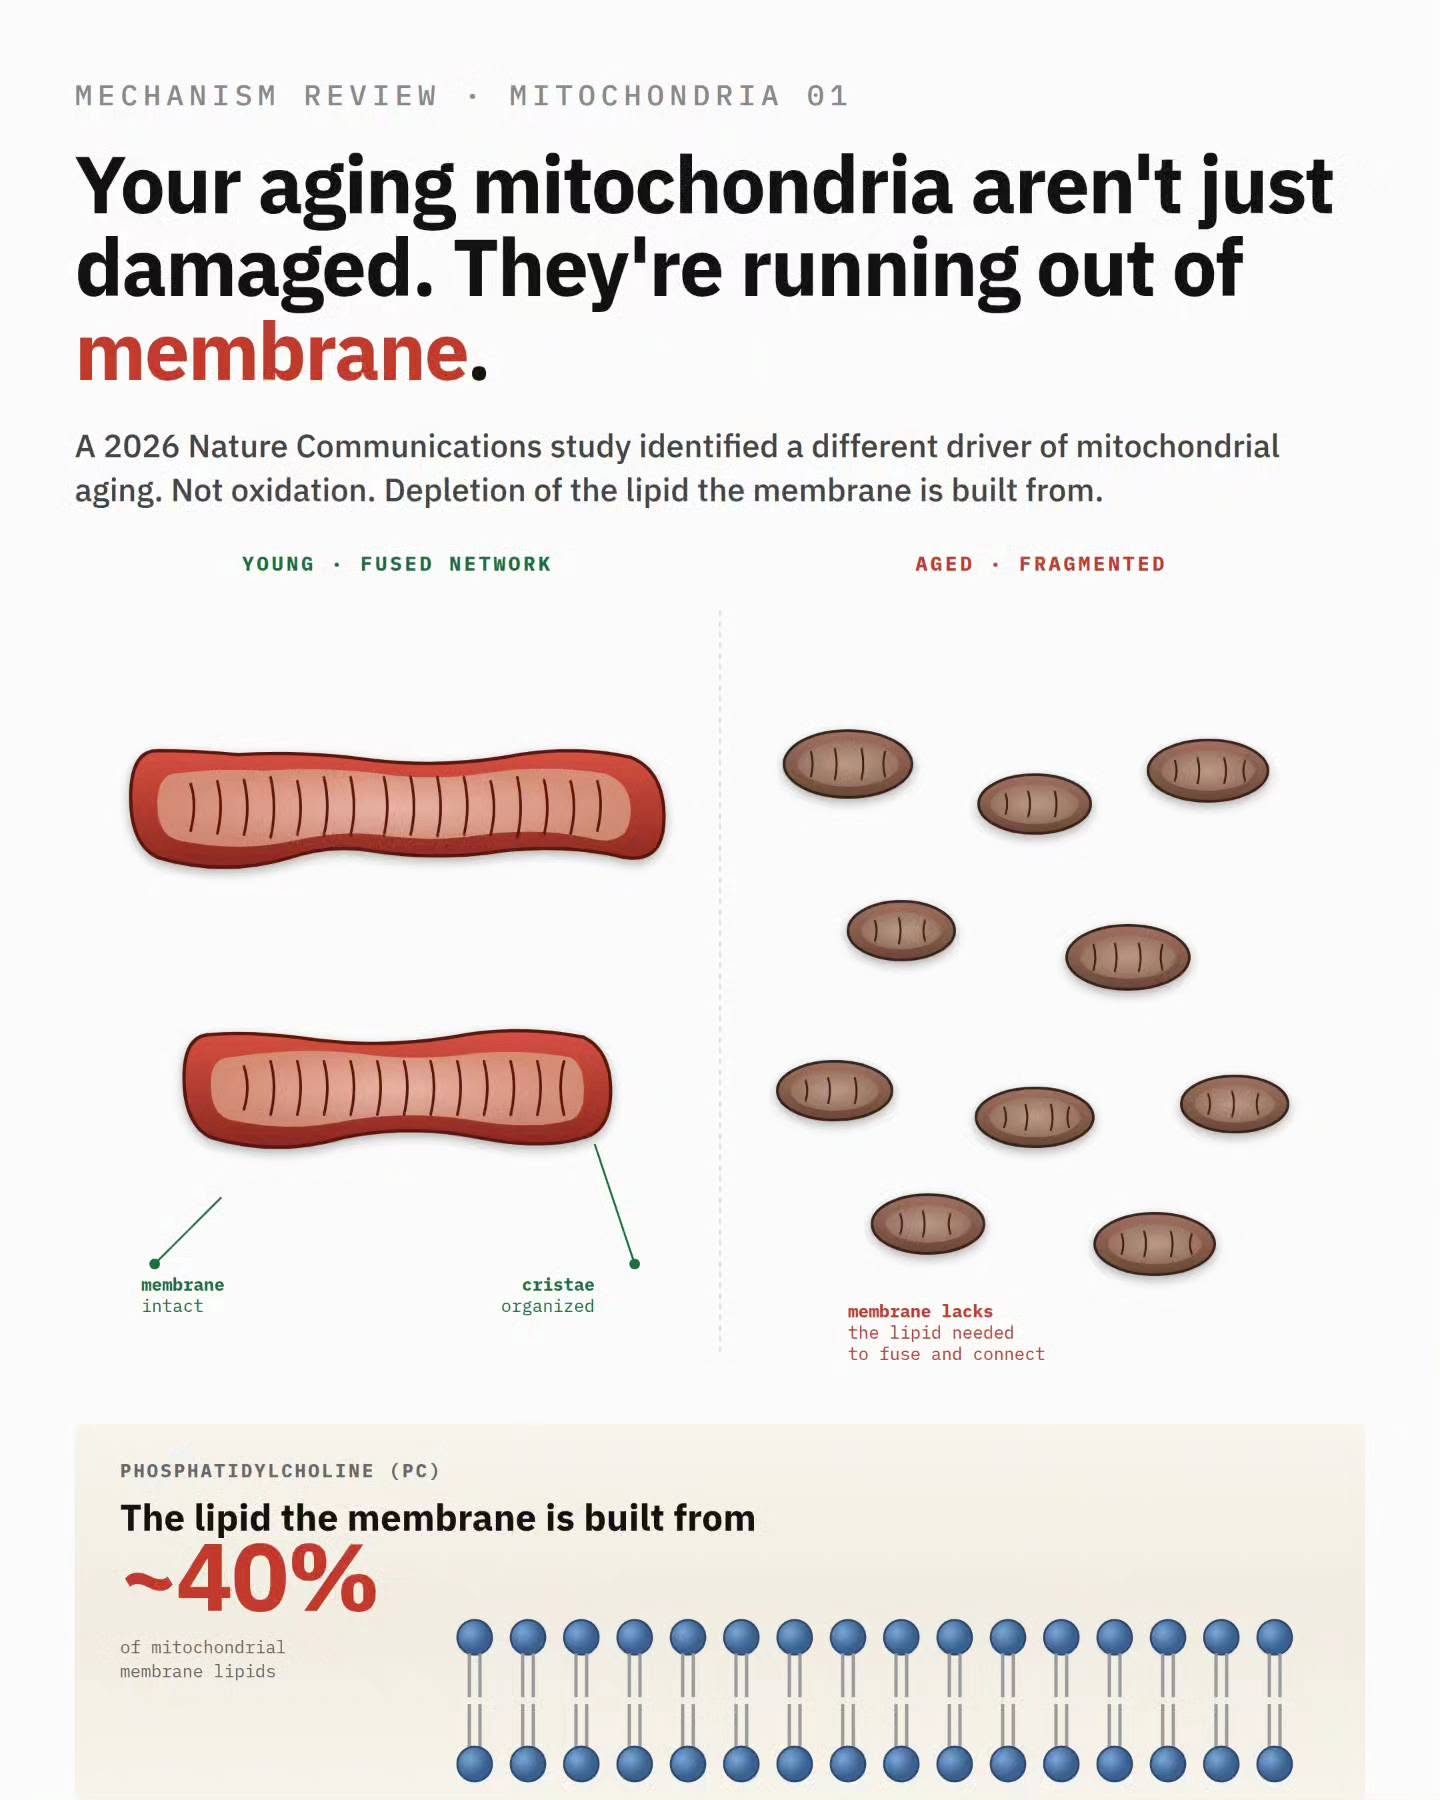 MECHANISM REVIEW · MITOCHONDRIA 01
Your aging mitochondria aren't just
damaged. They're running out of
membrane.
A 2026 Nature Communications study identified a different driver of mitochondrial
aging. Not oxidation. Depletion of the lipid the membrane is built from.
YOUNG · FUSED NETWORK
AGED · FRAGMENTED
membrane
intact
cristae
organized
membrane lacks
the lipid needed
to fuse and connect
PHOSPHATIDYLCHOLINE (PC)
The lipid the membrane is built from
~40%
of mitochondrial
membrane lipids